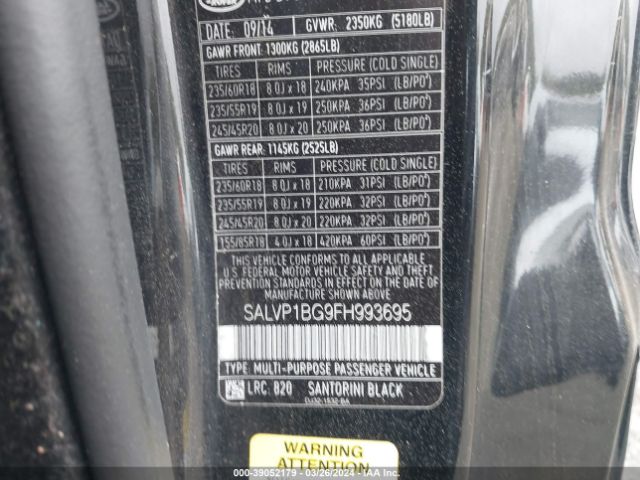 DATE: 09/14 GVWR: 2350KG (5180LB)
GAWR FRONT: 1300KG (2865LB)
TIRES RIMS PRESSURE (COLD SINGLE)
235/60R18 8.0J x 18 240KPA 35PSI (LB/PO²)
235/55R19 8.0J x 19 250KPA 36PSI (LB/PO²)
245/45R20 8.0J x 20 250KPA 36PSI (LB/PO²)
GAWR REAR: 1145KG (2525LB)
TIRES RIMS PRESSURE (COLD SINGLE)
235/60R18 8.0J x 18 210KPA 31PSI (LB/PO²)
235/55R19 8.0J x 19 220KPA 32PSI (LB/PO²)
245/45R20 8.0J x 20 220KPA 32PSI (LB/PO²)
155/85R18 4.0J x 18 420KPA 60PSI (LB/PO²)
THIS VEHICLE CONFORMS TO ALL APPLICABLE
U.S. FEDERAL MOTOR VEHICLE SAFETY AND THEFT
PREVENTION STANDARDS IN EFFECT ON THE DATE
OF MANUFACTURE SHOWN ABOVE.
SALVP1BG9FH993695
TYPE: MULTI-PURPOSE PASSENGER VEHICLE
LRC: 820 SANTORINI BLACK
WARNING
ATTENTION
000-39052179 - 03/26/2024 - IAAI.com